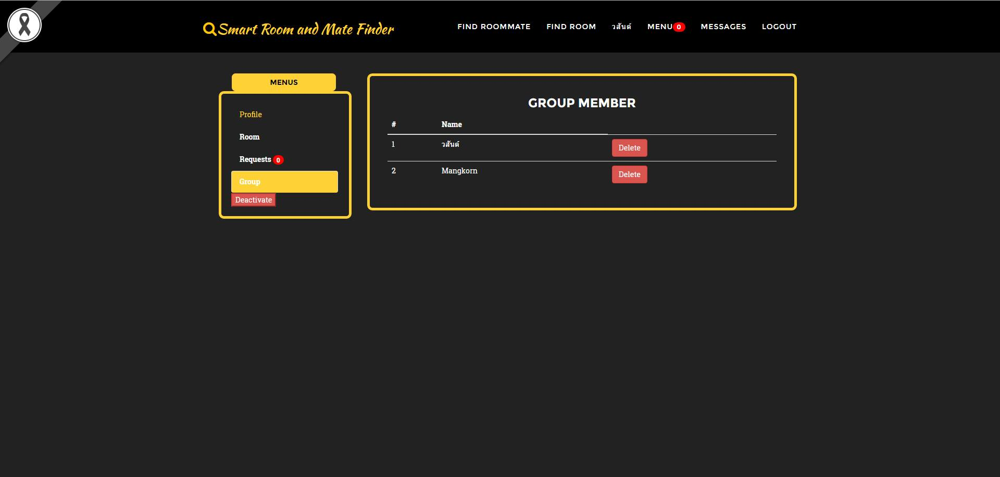 Smart Room and Mate Finder
FIND ROOMMATE FIND ROOM วสันต์ MENU 0 MESSAGES LOGOUT
MENUS
Profile
Room
Requests 0
Group
Deactivate
GROUP MEMBER
# Name
1 วสันต์ Delete
2 Mangkorn Delete